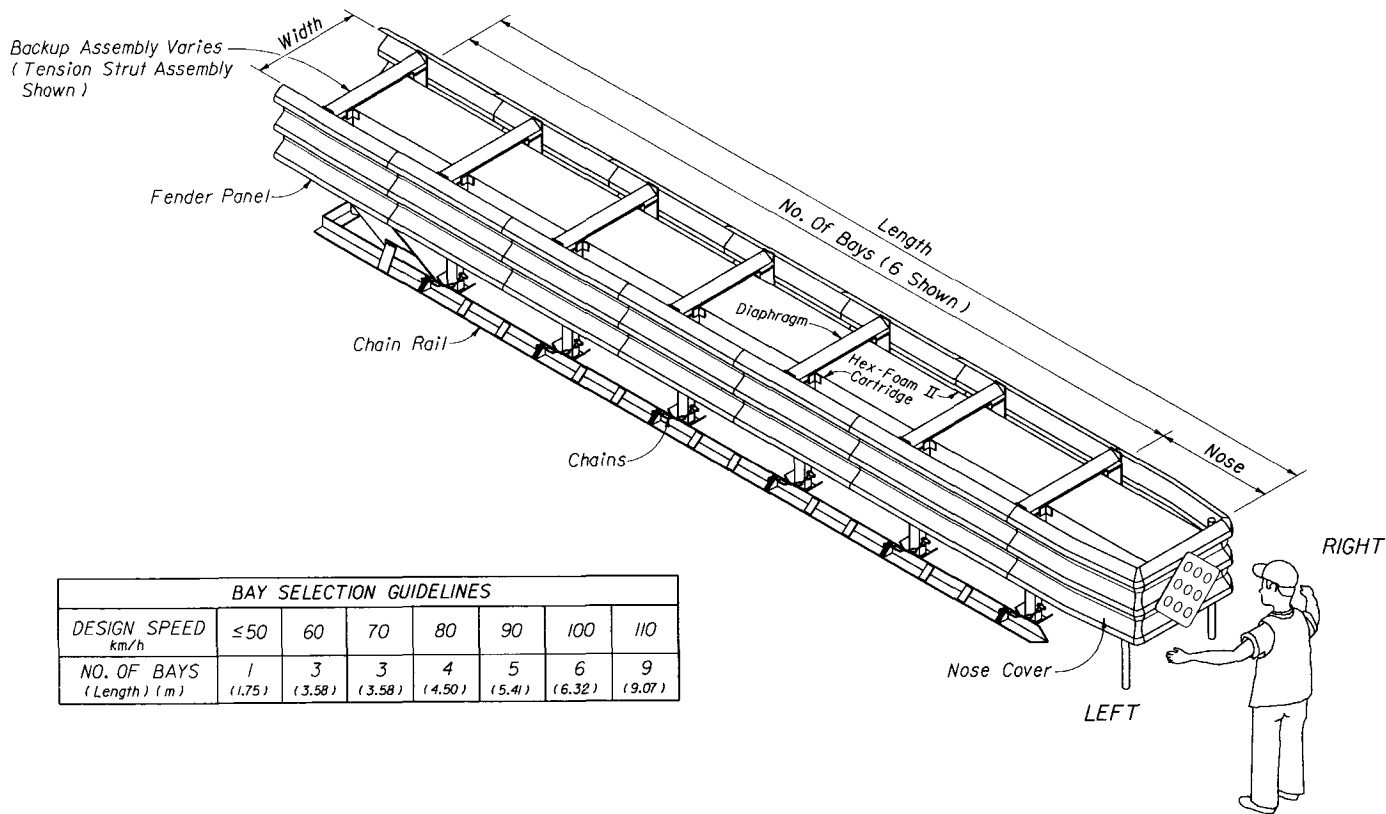 Width
Backup Assembly Varies
( Tension Strut Assembly
Shown )
Length
No. Of Bays ( 6 Shown )
Fender Panel
Diaphragm
Hex-Foam II
Cartridge
Chain Rail
Nose
Chains
RIGHT
BAY SELECTION GUIDELINES
DESIGN SPEED km/h ≤50 60 70 80 90 100 110
NO. OF BAYS 1 3 3 4 5 6 9
( Length ) ( m ) (1.75) ( 3.58 ) ( 3.58 ) ( 4.50 ) ( 5.41 ) ( 6.32 ) ( 9.07 )
Nose Cover
LEFT